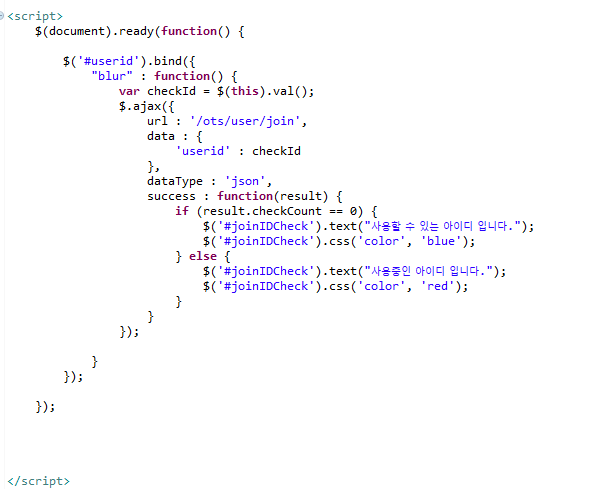 <script>
$(document).ready(function() {
$('#userid').bind({
"blur" : function() {
var checkId = $(this).val();
$.ajax({
url : '/ots/user/join',
data : {
'userid' : checkId
},
dataType : 'json',
success : function(result) {
if (result.checkCount == 0) {
$('#joinIDCheck').text("사용할 수 있는 아이디 입니다.");
$('#joinIDCheck').css('color', 'blue');
} else {
$('#joinIDCheck').text("사용중인 아이디 입니다.");
$('#joinIDCheck').css('color', 'red');
}
}
});
}
});
});
</script>